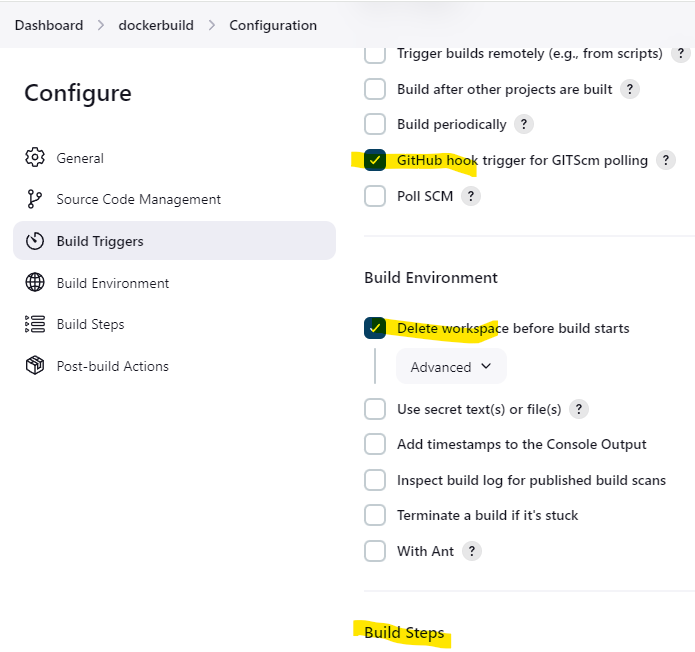 Dashboard > dockerbuild > Configuration
Configure
General
Source Code Management
Build Triggers
Build Environment
Build Steps
Post-build Actions
Trigger builds remotely (e.g., from scripts) ?
Build after other projects are built ?
Build periodically ?
GitHub hook trigger for GITScm polling ?
Poll SCM ?
Build Environment
Delete workspace before build starts
Advanced
Use secret text(s) or file(s) ?
Add timestamps to the Console Output
Inspect build log for published build scans
Terminate a build if it's stuck
With Ant ?
Build Steps